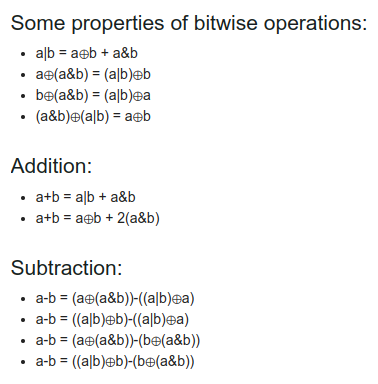 Some properties of bitwise operations:
• a|b = a⊕b + a&b
• a⊕(a&b) = (a|b)⊕b
• b⊕(a&b) = (a|b)⊕a
• (a&b)⊕(a|b) = a⊕b
Addition:
• a+b = a|b + a&b
• a+b = a⊕b + 2(a&b)
Subtraction:
• a-b = (a⊕(a&b))-((a|b)⊕a)
• a-b = ((a|b)⊕b)-((a|b)⊕a)
• a-b = (a⊕(a&b))-(b⊕(a&b))
• a-b = ((a|b)⊕b)-(b⊕(a&b))